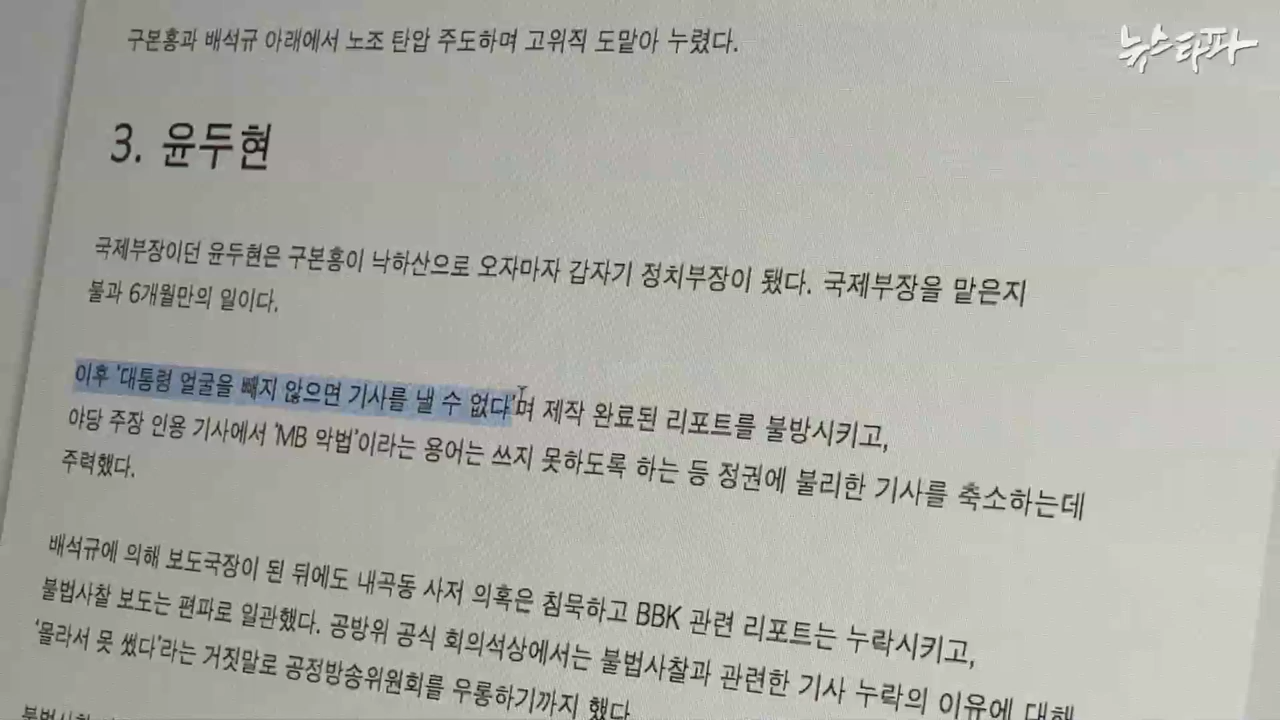 뉴스타파
구본홍과 배석규 아래에서 노조 탄압 주도하며 고위직 도맡아 누렸다.
3. 윤두현
국제부장이던 윤두현은 구본홍이 낙하산으로 오자마자 갑자기 정치부장이 됐다. 국제부장을 맡은지
불과 6개월만의 일이다.
이후 '대통령 얼굴을 빼지 않으면 기사를 낼 수 없다'며 제작 완료된 리포트를 불방시키고,
야당 주장 인용 기사에서 'MB 악법'이라는 용어는 쓰지 못하도록 하는 등 정권에 불리한 기사를 축소하는데
주력했다.
배석규에 의해 보도국장이 된 뒤에도 내곡동 사저 의혹은 침묵하고 BBK 관련 리포트는 누락시키고,
불법사찰 보도는 편파로 일관했다. 공방위 공식 회의석상에서는 불법사찰과 관련한 기사 누락의 이유에 대해
'몰라서 못 썼다'라는 거짓말로 공정방송위원회를 우롱하기까지 했다.